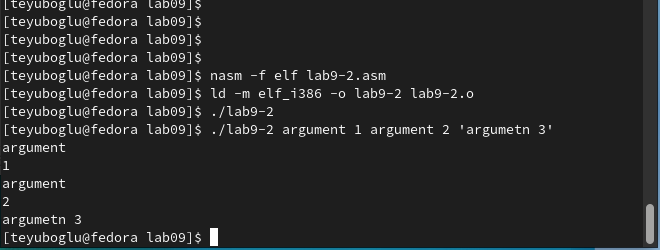 [teyuboglu@fedora lab09]$
[teyuboglu@fedora lab09]$
[teyuboglu@fedora lab09]$
[teyuboglu@fedora lab09]$
[teyuboglu@fedora lab09]$ nasm -f elf lab9-2.asm
[teyuboglu@fedora lab09]$ ld -m elf_i386 -o lab9-2 lab9-2.o
[teyuboglu@fedora lab09]$ ./lab9-2
[teyuboglu@fedora lab09]$ ./lab9-2 argument 1 argument 2 'argumetn 3'
argument
1
argument
2
argumetn 3
[teyuboglu@fedora lab09]$